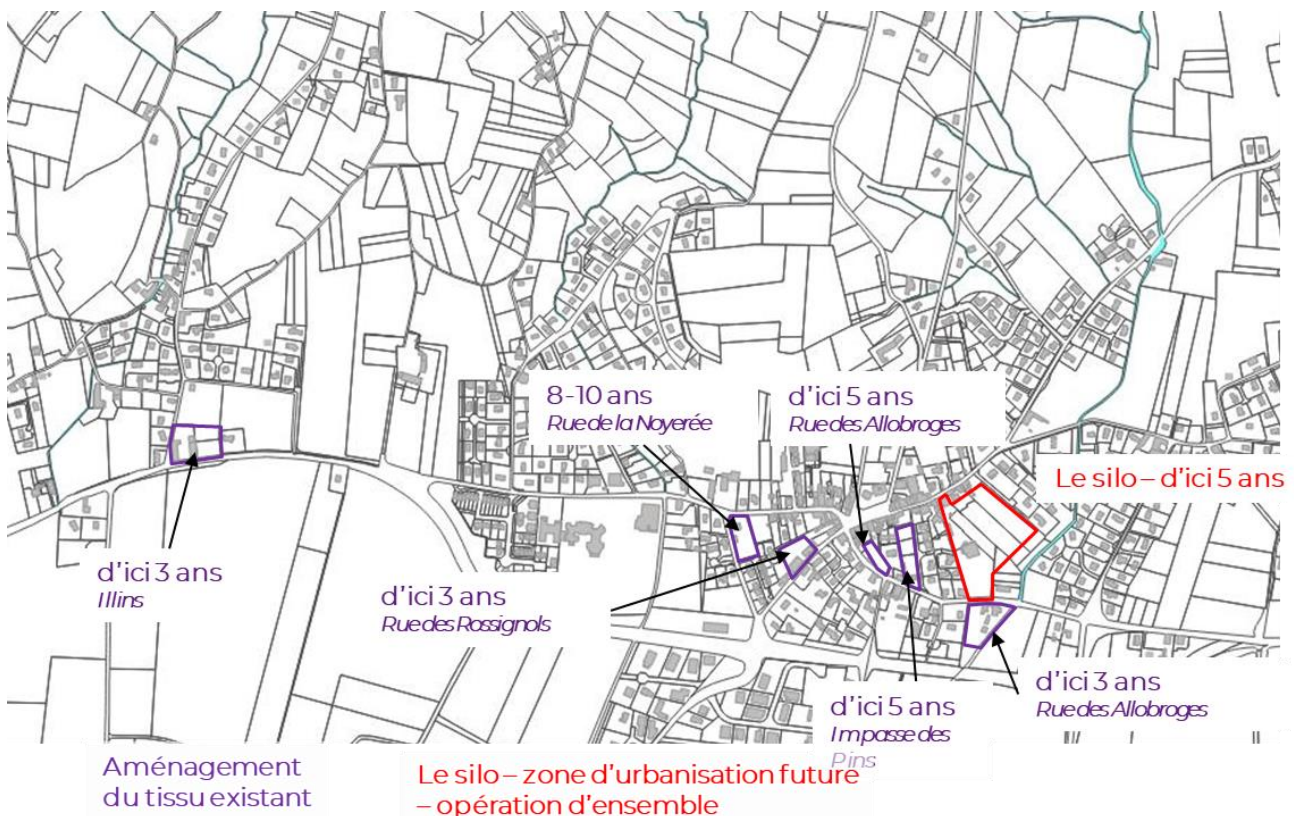 8-10 ans
Rue de la Noyerée
d'ici 5 ans
Rue des Allobroges
Le silo – d'ici 5 ans
d'ici 3 ans
Illins
d'ici 3 ans
Rue des Rossignols
d'ici 5 ans
Impasse des
Pins
d'ici 3 ans
Rue des Allobroges
Aménagement
du tissu existant
Le silo – zone d'urbanisation future
– opération d'ensemble